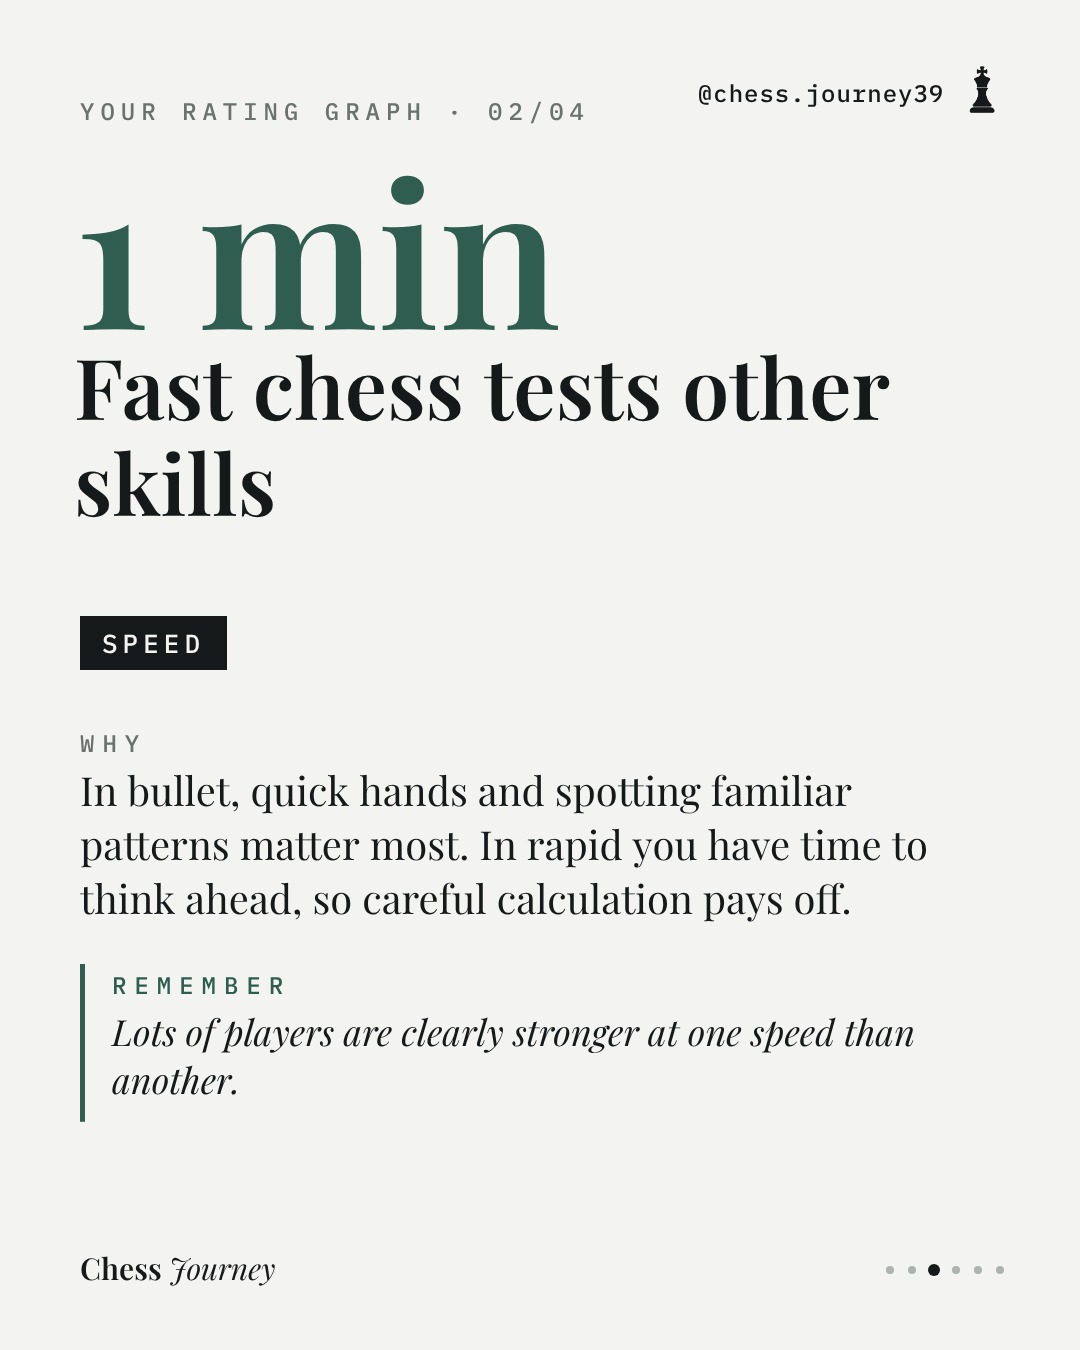 YOUR RATING GRAPH · 02/04
@chess.journey39
1 min
Fast chess tests other
skills
SPEED
WHY
In bullet, quick hands and spotting familiar
patterns matter most. In rapid you have time to
think ahead, so careful calculation pays off.
REMEMBER
Lots of players are clearly stronger at one speed than
another.
Chess Journey